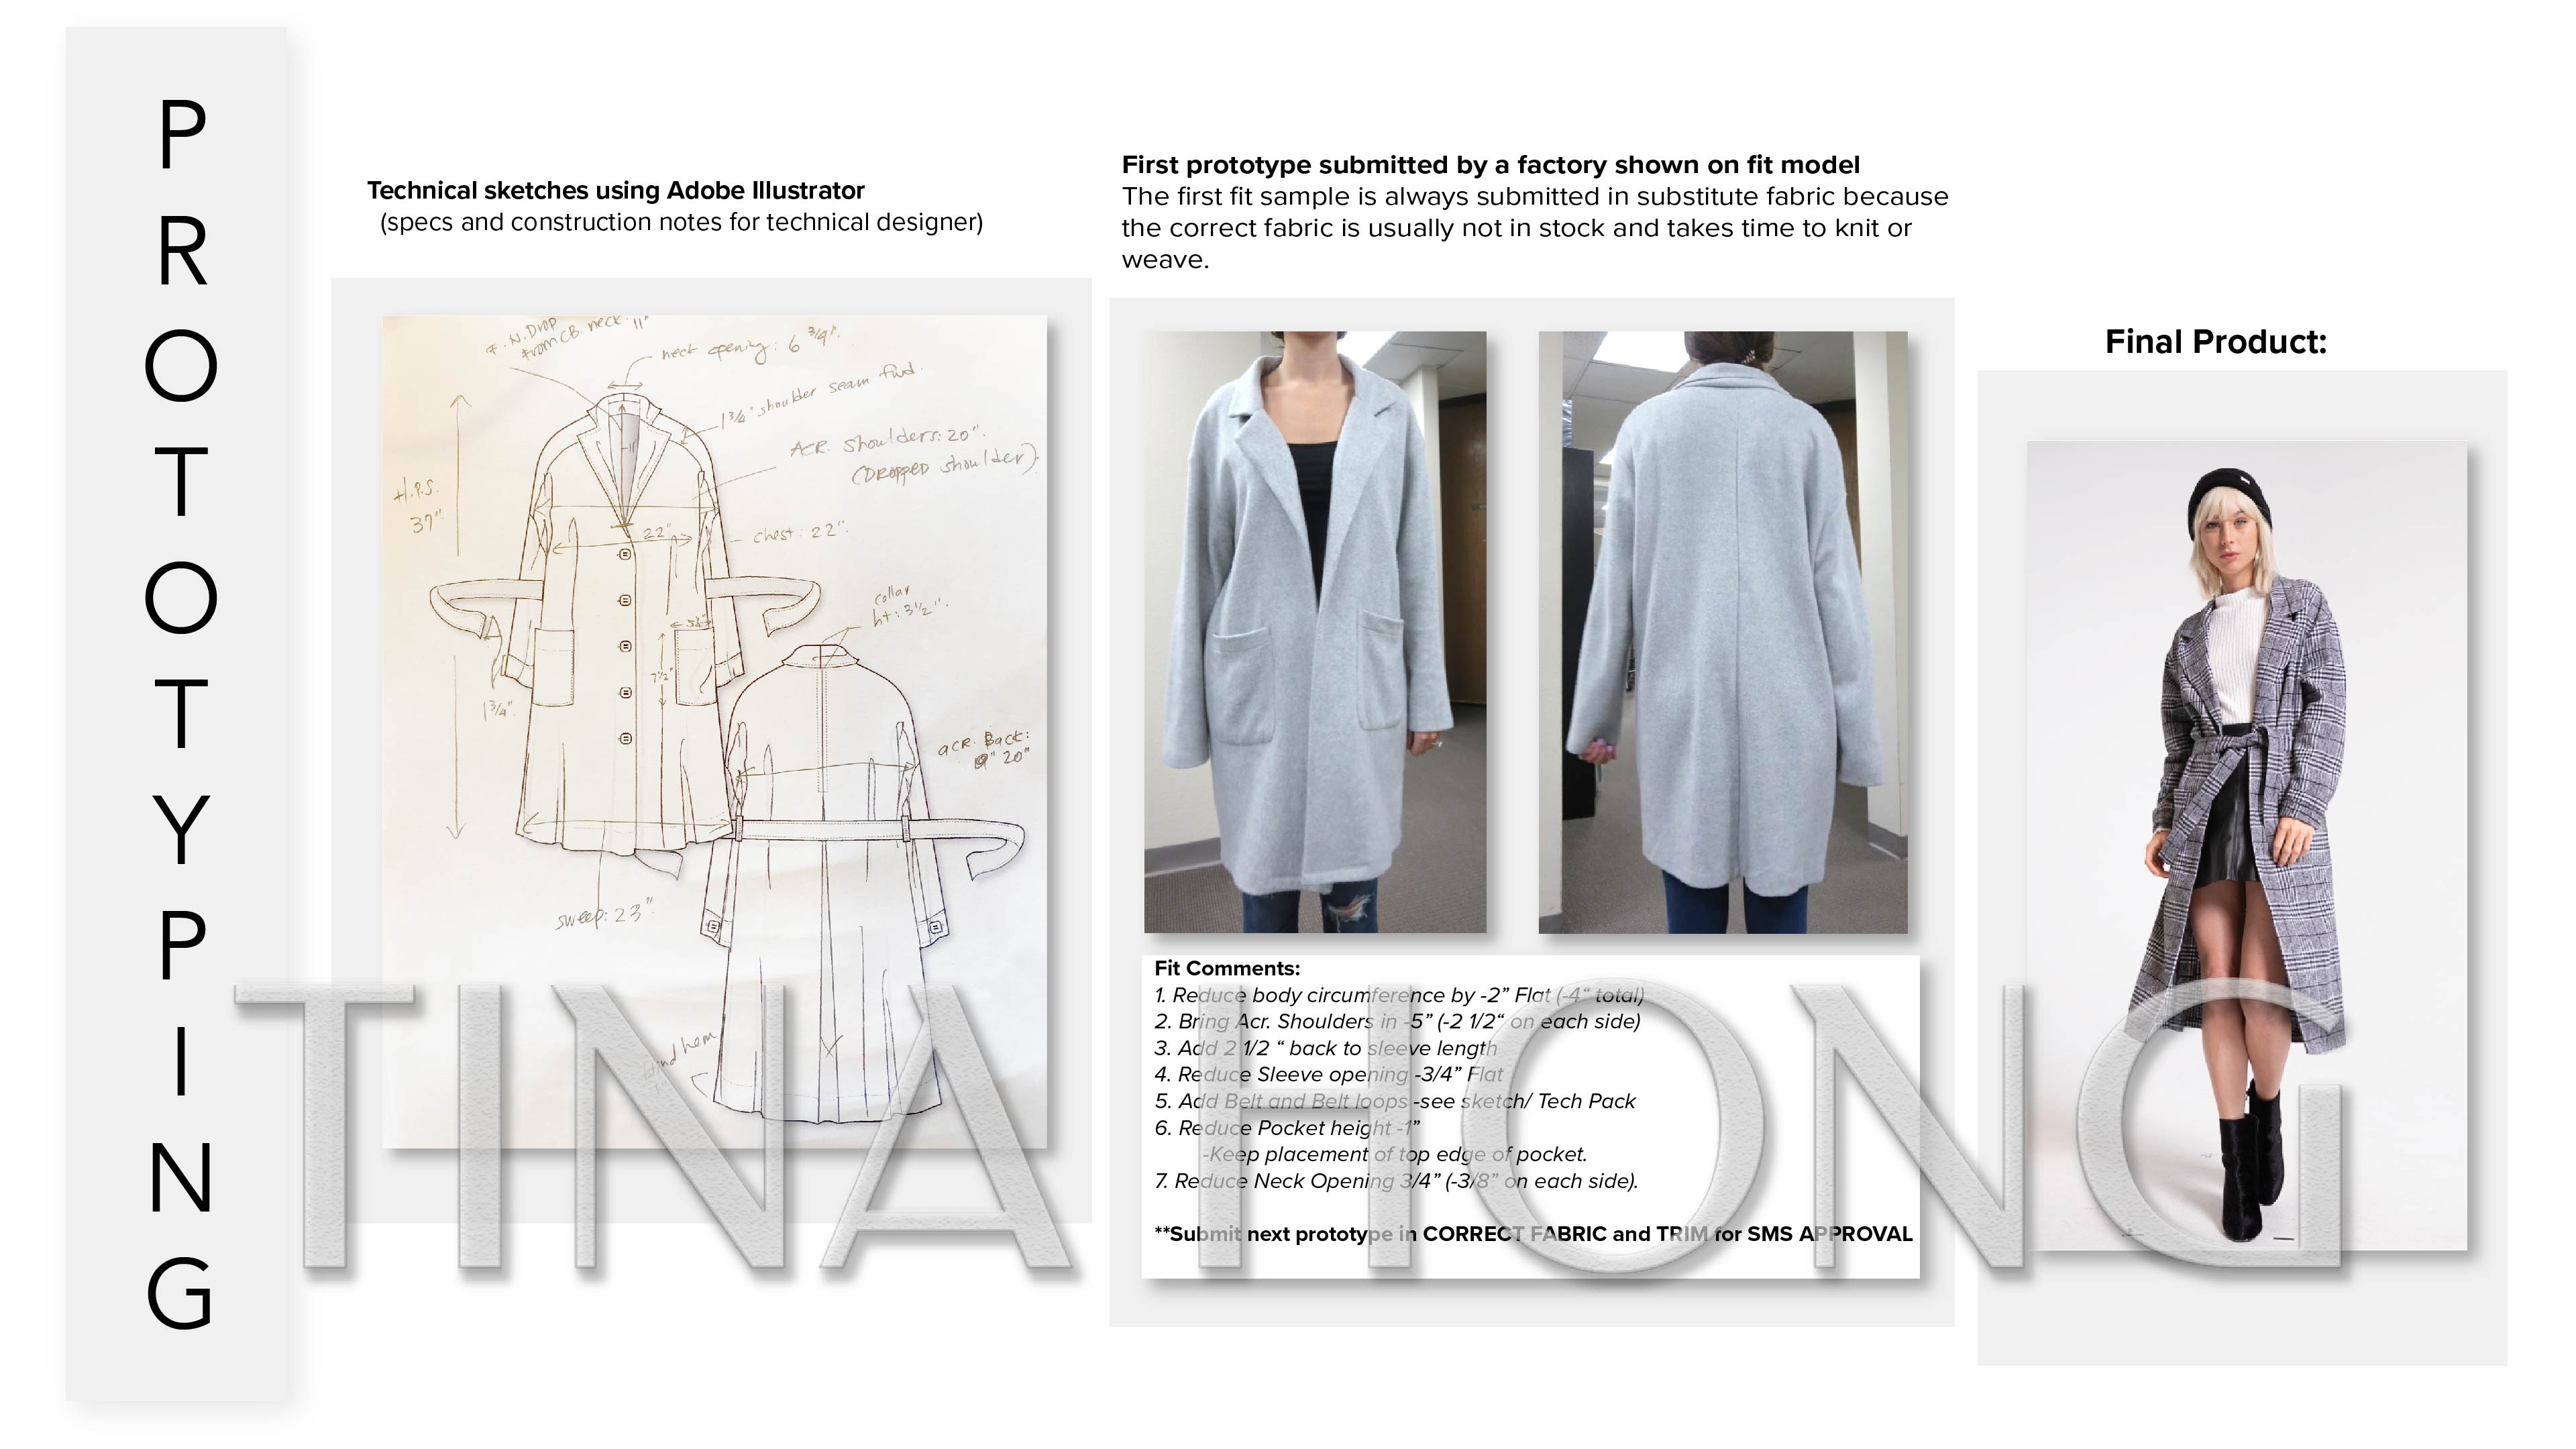 PROTOTYPING
Technical sketches using Adobe Illustrator
(specs and construction notes for technical designer)
F.N. Drop
from CB. neck. 11"
neck opening: 6 3/4".
1 3/4" shoulder seam fwd.
Acr. Shoulders: 20".
(DROPPED shoulder).
H.P.S.
37".
22"
chest: 22".
collar
ht: 3 1/2".
7 1/2"
1 3/4".
acr. Back:
20"
sweep: 23".
hem
First prototype submitted by a factory shown on fit model
The first fit sample is always submitted in substitute fabric because
the correct fabric is usually not in stock and takes time to knit or
weave.
Fit Comments:
1. Reduce body circumference by -2” Flat (-4“ total)
2. Bring Acr. Shoulders in -5” (-2 1/2“ on each side)
3. Add 2 1/2 “ back to sleeve length
4. Reduce Sleeve opening -3/4” Flat
5. Add Belt and Belt loops -see sketch/ Tech Pack
6. Reduce Pocket height -1”
-Keep placement of top edge of pocket.
7. Reduce Neck Opening 3/4” (-3/8” on each side).
**Submit next prototype in CORRECT FABRIC and TRIM for SMS APPROVAL
Final Product:
TINA HONG